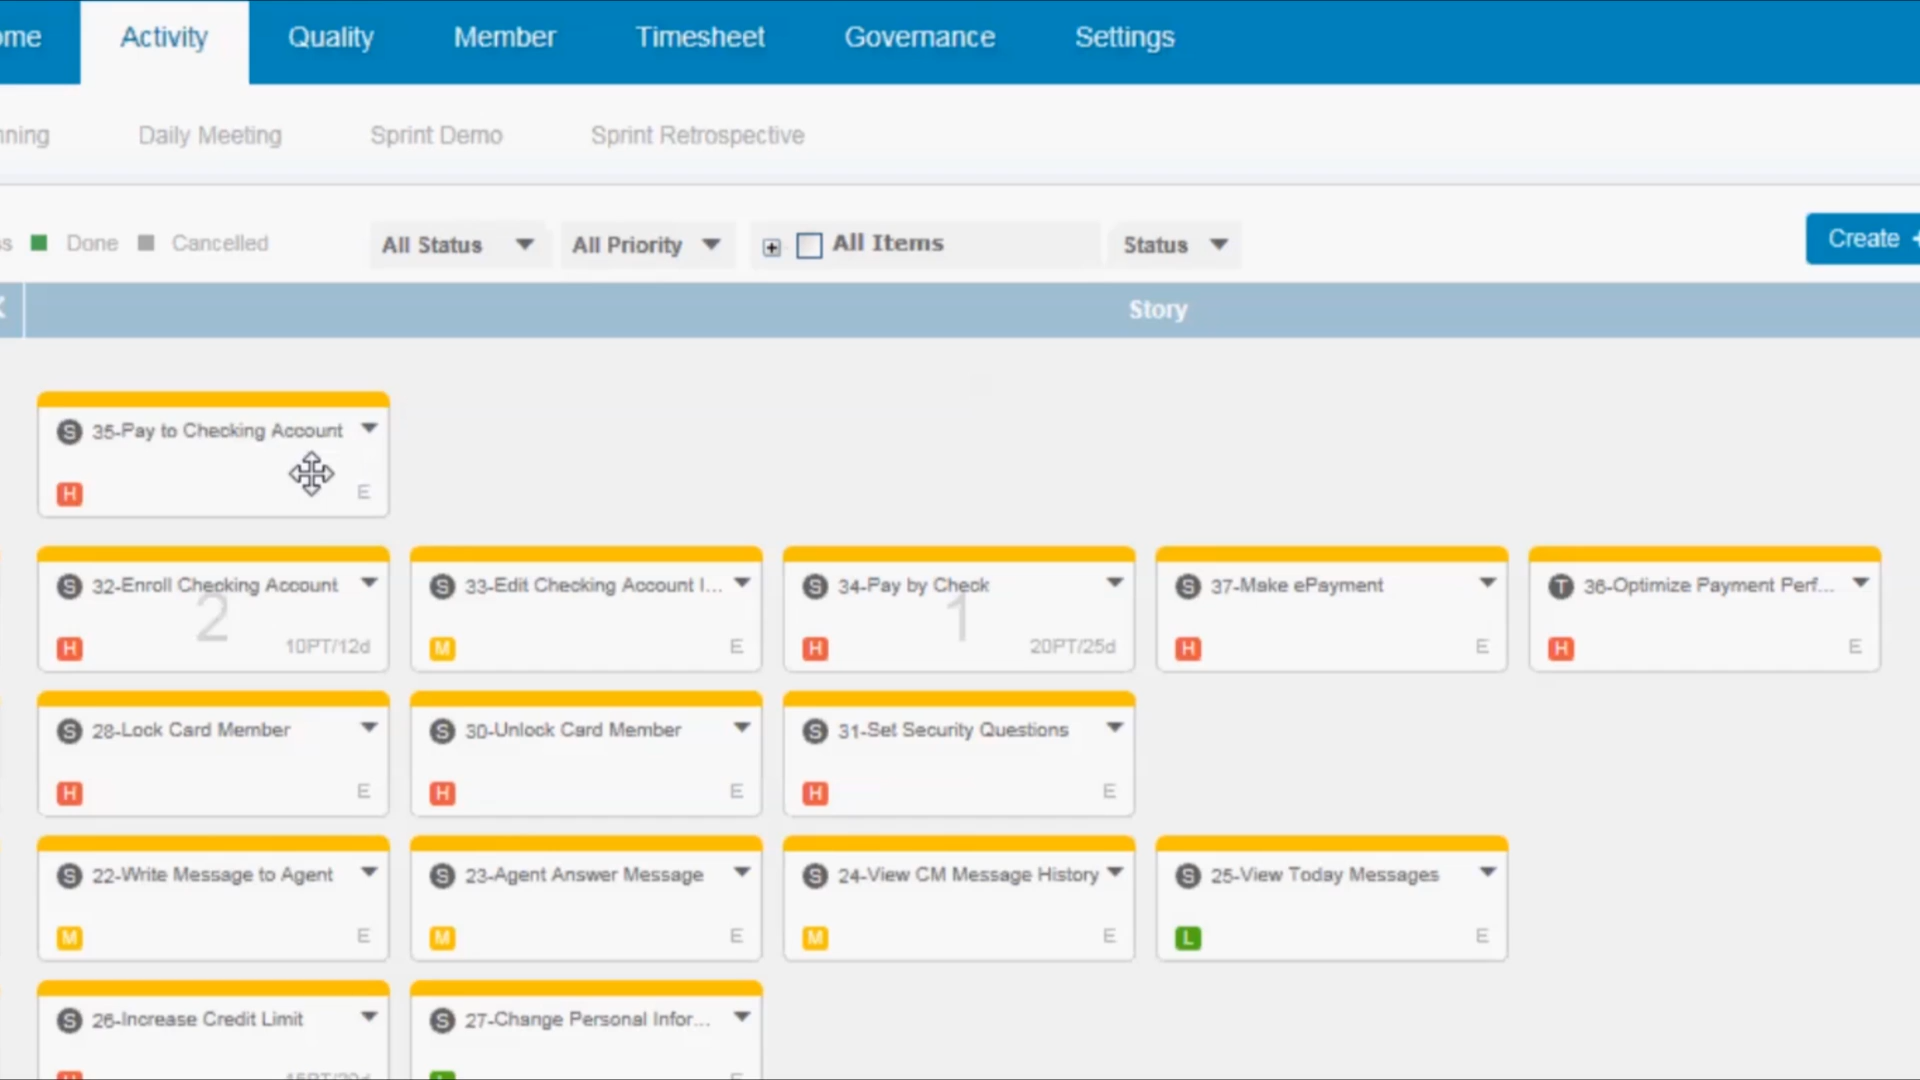 ome Activity Quality Member Timesheet Governance Settings
nning Daily Meeting Sprint Demo Sprint Retrospective
s Done Cancelled All Status All Priority All Items Status Create +
Story
S 35-Pay to Checking Account
H E
S 32-Enroll Checking Account S 33-Edit Checking Account I... S 34-Pay by Check S 37-Make ePayment T 36-Optimize Payment Perf...
2 1
H 10PT/12d M E H 20PT/25d H E H E
S 28-Lock Card Member S 30-Unlock Card Member S 31-Set Security Questions
H E H E H E
S 22-Write Message to Agent S 23-Agent Answer Message S 24-View CM Message History S 25-View Today Messages
M E M E M E L E
S 26-Increase Credit Limit S 27-Change Personal Infor...